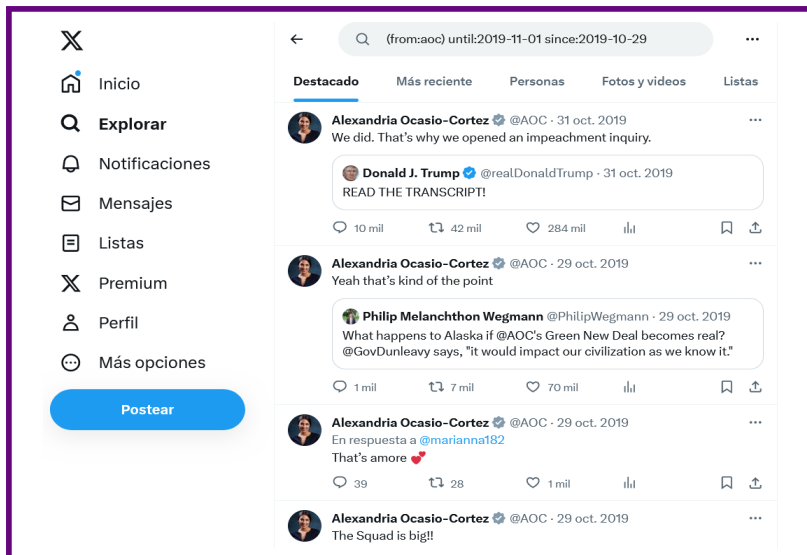 (from:aoc) until:2019-11-01 since:2019-10-29
Inicio
Explorar
Notificaciones
Mensajes
Listas
Premium
Perfil
Más opciones
Postear
Destacado Más reciente Personas Fotos y videos Listas
Alexandria Ocasio-Cortez @AOC · 31 oct. 2019
We did. That’s why we opened an impeachment inquiry.
Donald J. Trump @realDonaldTrump · 31 oct. 2019
READ THE TRANSCRIPT!
10 mil 42 mil 284 mil
Alexandria Ocasio-Cortez @AOC · 29 oct. 2019
Yeah that’s kind of the point
Philip Melanchthon Wegmann @PhilipWegmann · 29 oct. 2019
What happens to Alaska if @AOC's Green New Deal becomes real?
@GovDunleavy says, "it would impact our civilization as we know it."
1 mil 7 mil 70 mil
Alexandria Ocasio-Cortez @AOC · 29 oct. 2019
En respuesta a @marianna182
That’s amore 💕
39 28 1 mil
Alexandria Ocasio-Cortez @AOC · 29 oct. 2019
The Squad is big!!